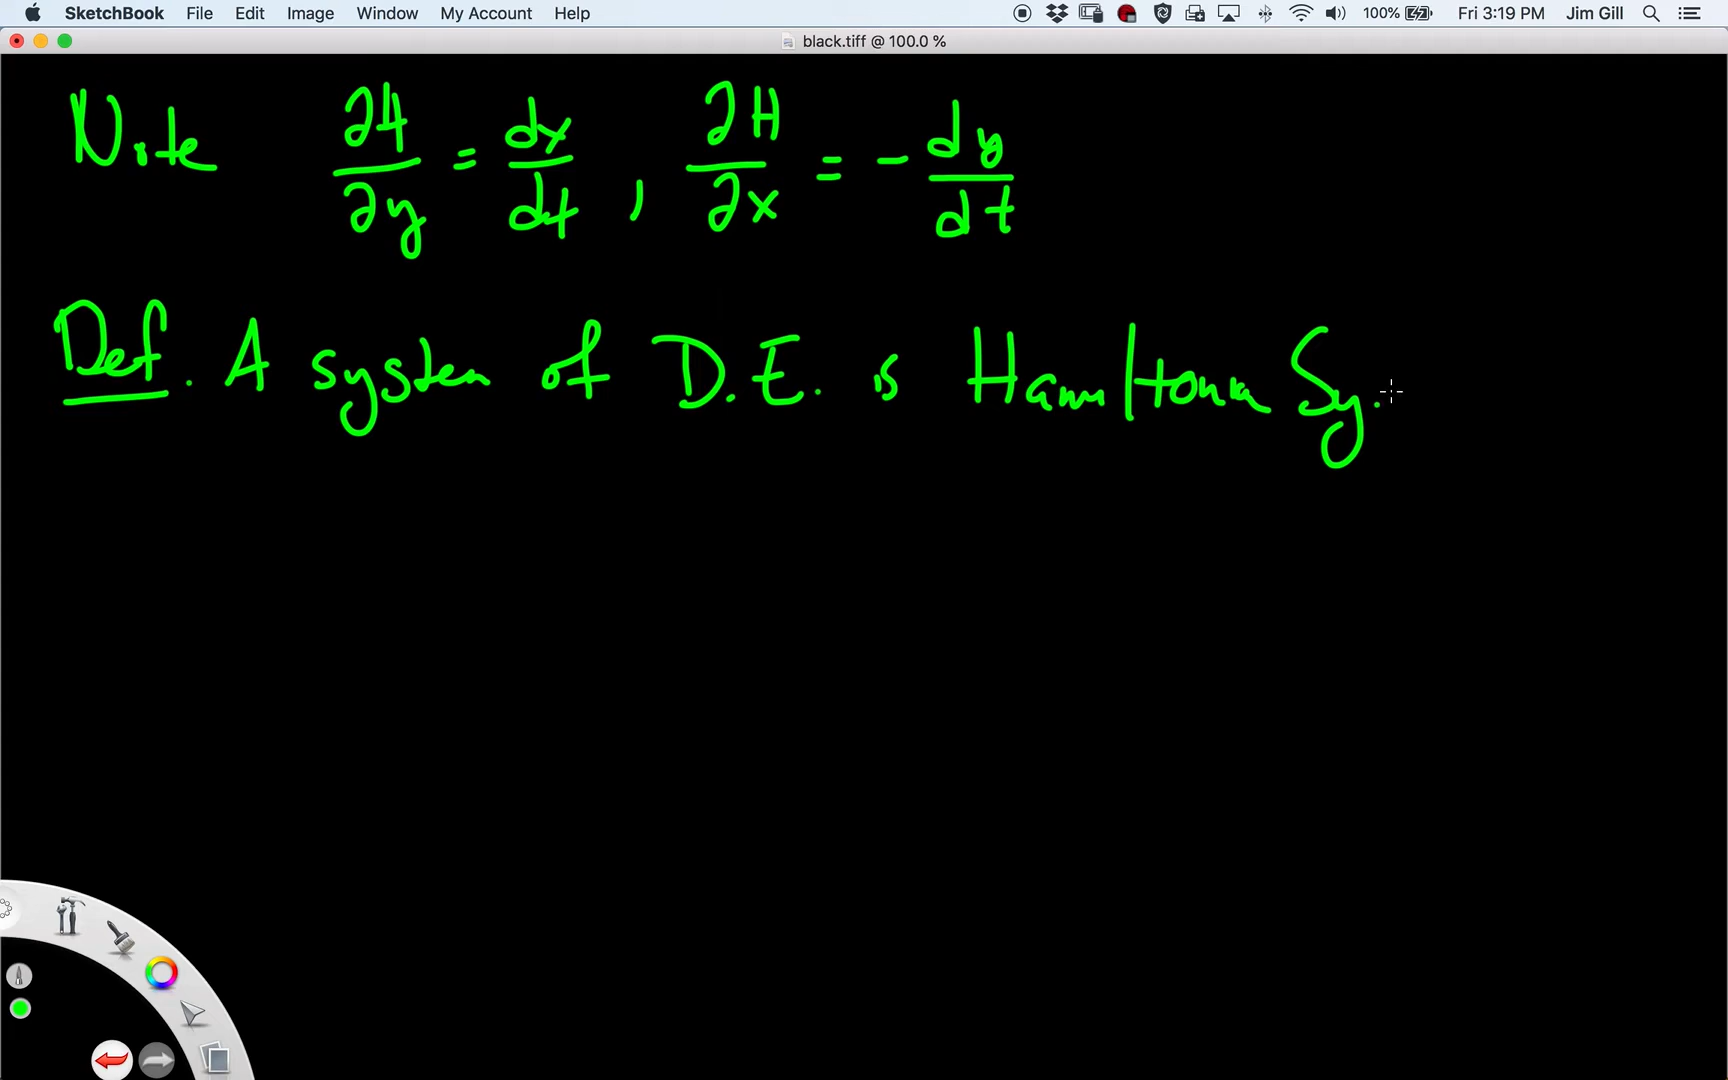 SketchBook File Edit Image Window My Account Help 100% Fri 3:19 PM Jim Gill
black.tiff @ 100.0 %
Note ∂H/∂y = dx/dt , ∂H/∂x = - dy/dt
Def. A system of D.E. is Hamiltonian Sy.